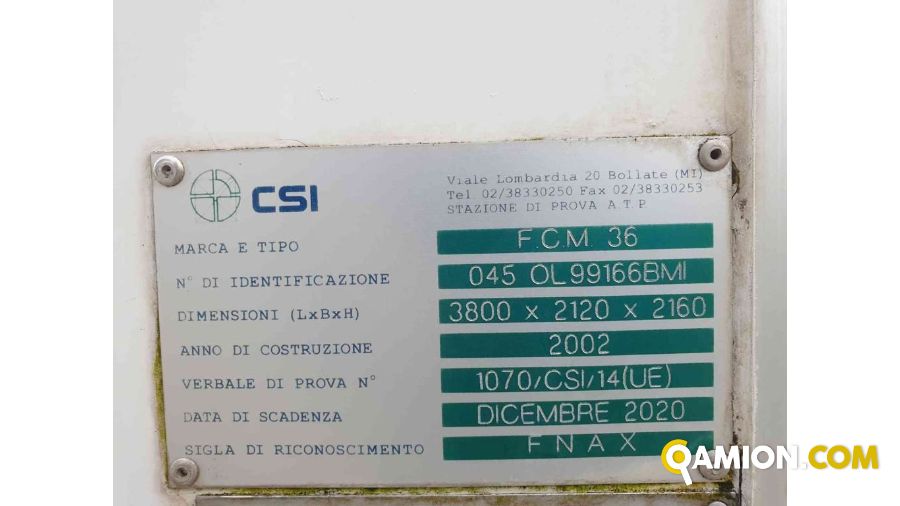 CSI
Viale Lombardia 20 Bollate (MI)
Tel 02/38330250 Fax 02/38330253
STAZIONE DI PROVA A.T.P
MARCA E TIPO F.C.M. 36
N° DI IDENTIFICAZIONE 045 OL99166BMI
DIMENSIONI (LxBxH) 3800 x 2120 x 2160
ANNO DI COSTRUZIONE 2002
VERBALE DI PROVA N° 1070/CSI/14(UE)
DATA DI SCADENZA DICEMBRE 2020
SIGLA DI RICONOSCIMENTO FNAX
QAMION.COM